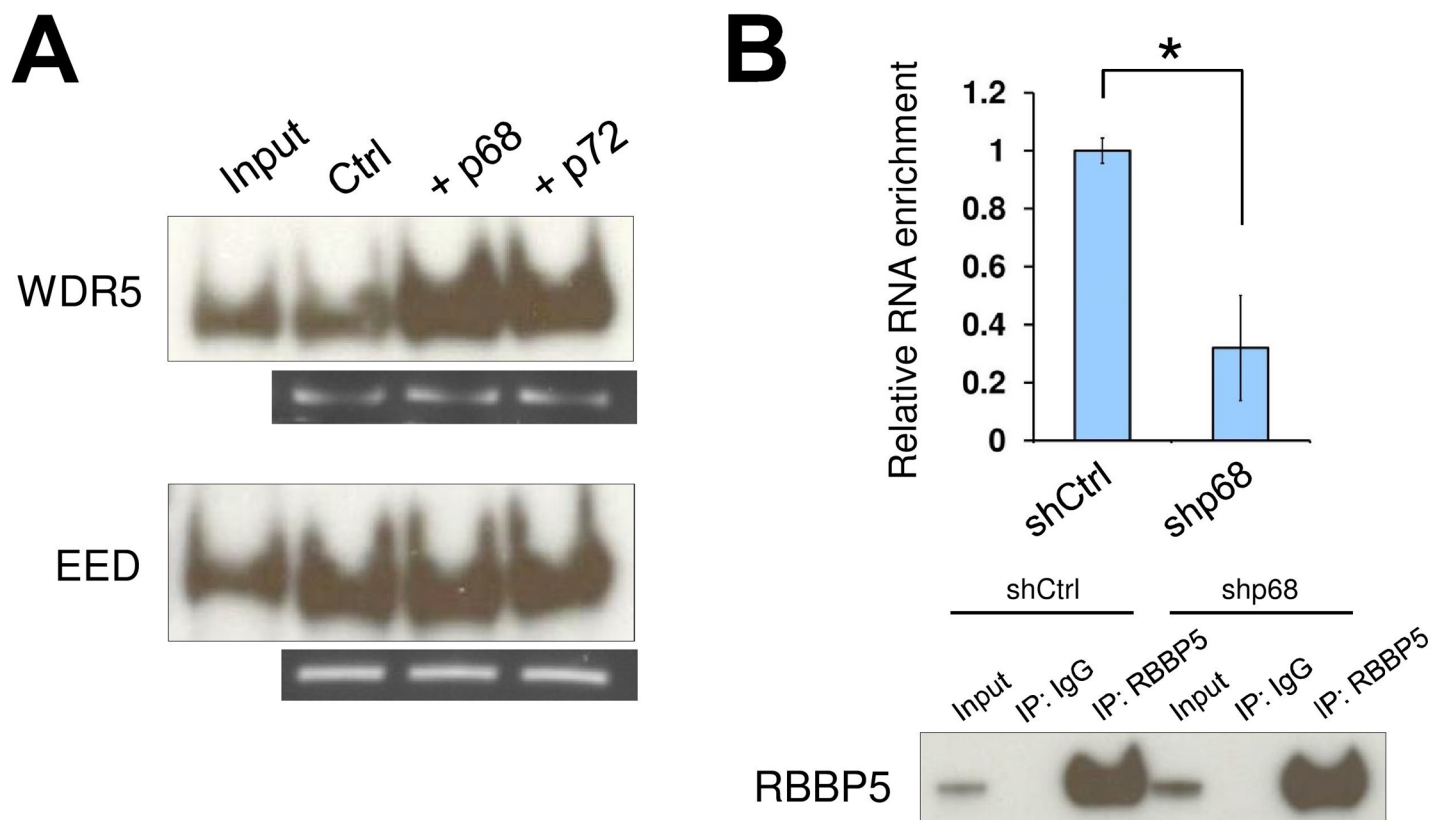 A
Input Ctrl + p68 + p72
WDR5
EED
B
*
Relative RNA enrichment
1.2
1
0.8
0.6
0.4
0.2
0
shCtrl shp68
shCtrl shp68
Input IP: IgG IP: RBBP5 Input IP: IgG IP: RBBP5
RBBP5